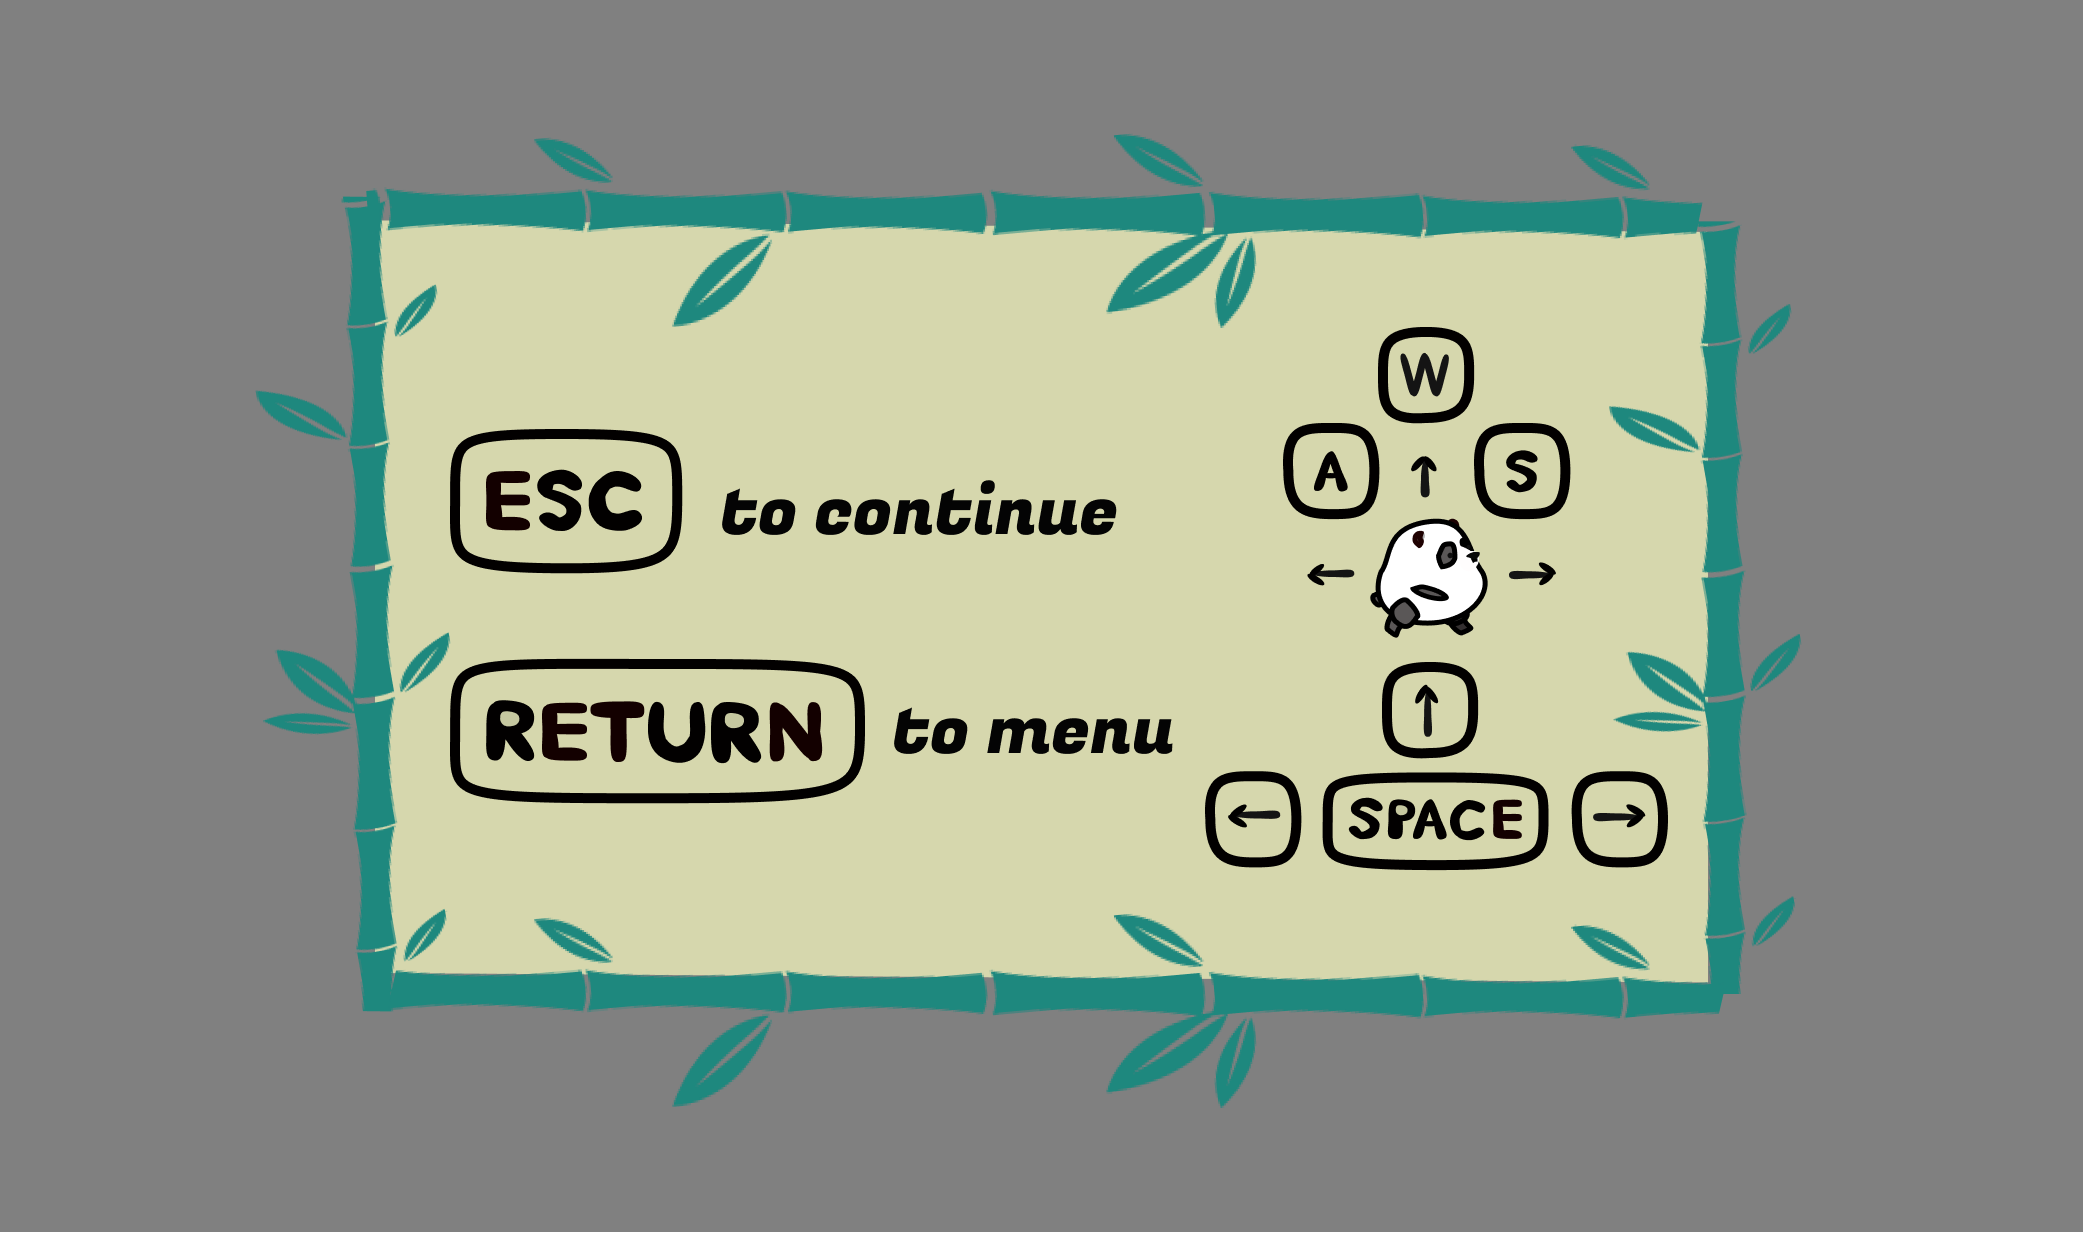 ESC to continue
RETURN to menu
W
A ↑ S
← →
↑
← SPACE →